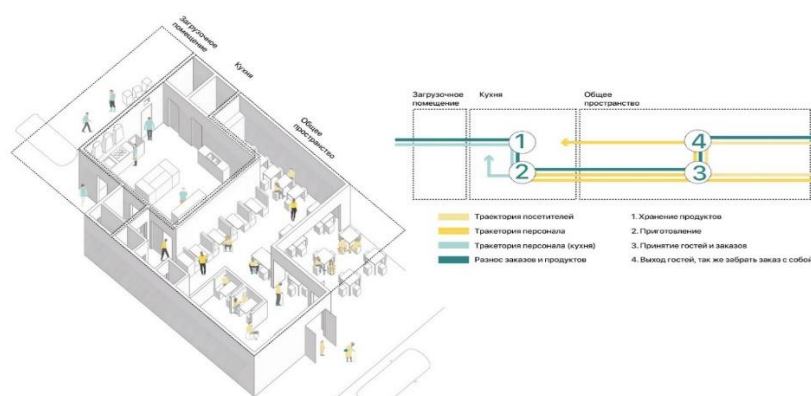 Загрузочное
помещение
Кухня
Общее
пространство
Загрузочное
помещение
Кухня
Общее
пространство
1
2
4
3
Траектория посетителей
Тракетория персонала
Тракетория персонала (кухня)
Разнос заказов и продуктов
1. Хранение продуктов
2. Приготовление
3. Принятие гостей и заказов
4. Выход гостей, так же забрать заказ с собой